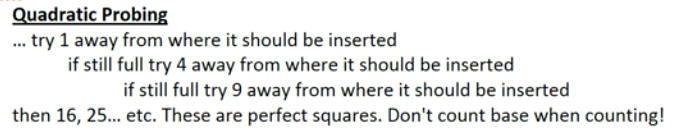 Quadratic Probing
... try 1 away from where it should be inserted
if still full try 4 away from where it should be inserted
if still full try 9 away from where it should be inserted
then 16, 25... etc. These are perfect squares. Don't count base when counting!